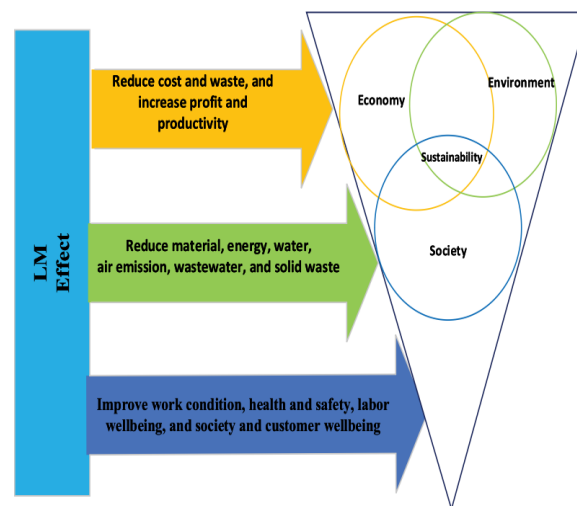 LM
Effect
Reduce cost and waste, and
increase profit and
productivity
Reduce material, energy, water,
air emission, wastewater, and solid waste
Improve work condition, health and safety, labor
wellbeing, and society and customer wellbeing
Economy
Environment
Sustainability
Society